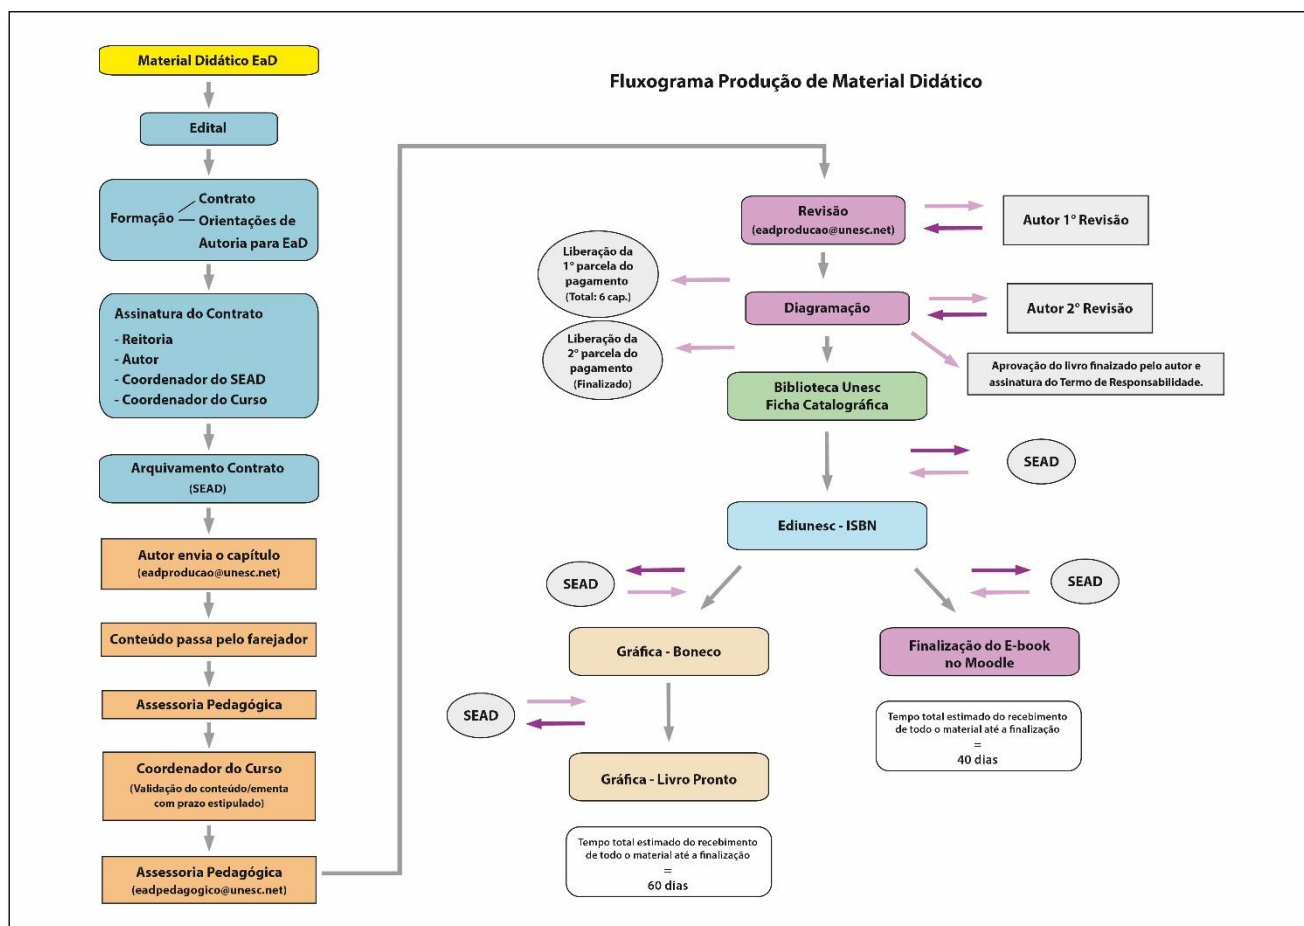 Fluxograma Produção de Material Didático
Material Didático EaD
Edital
Formação
Contrato
Orientações de
Autoria para EaD
Assinatura do Contrato
- Reitoria
- Autor
- Coordenador do SEAD
- Coordenador do Curso
Arquivamento Contrato
(SEAD)
Autor envia o capítulo
(eadproducao@unesc.net)
Conteúdo passa pelo farejador
Assessoria Pedagógica
Coordenador do Curso
(Validação do conteúdo/ementa
com prazo estipulado)
Assessoria Pedagógica
(eadpedagogico@unesc.net)
Revisão
(eadproducao@unesc.net)
Autor 1° Revisão
Liberação da
1° parcela do
pagamento
(Total: 6 cap.)
Diagramação
Autor 2° Revisão
Liberação da
2° parcela do
pagamento
(Finalizado)
Aprovação do livro finaizado pelo autor e
assinatura do Termo de Responsabilidade.
Biblioteca Unesc
Ficha Catalográfica
SEAD
Ediunesc - ISBN
SEAD
SEAD
Gráfica - Boneco
Finalização do E-book
no Moodle
SEAD
Tempo total estimado do recebimento
de todo o material até a finalização
=
40 dias
Gráfica - Livro Pronto
Tempo total estimado do recebimento
de todo o material até a finalização
=
60 dias